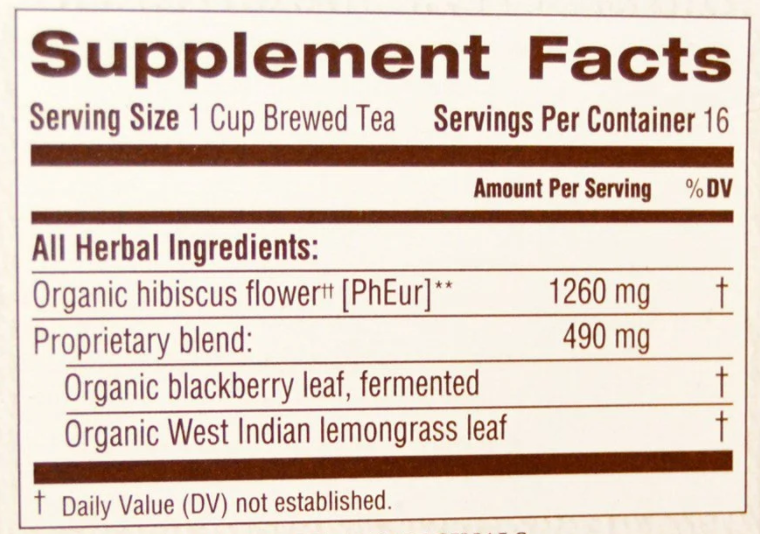 Supplement Facts
Serving Size 1 Cup Brewed Tea Servings Per Container 16
Amount Per Serving %DV
All Herbal Ingredients:
Organic hibiscus flower†† [PhEur]** 1260 mg †
Proprietary blend: 490 mg
Organic blackberry leaf, fermented †
Organic West Indian lemongrass leaf †
† Daily Value (DV) not established.